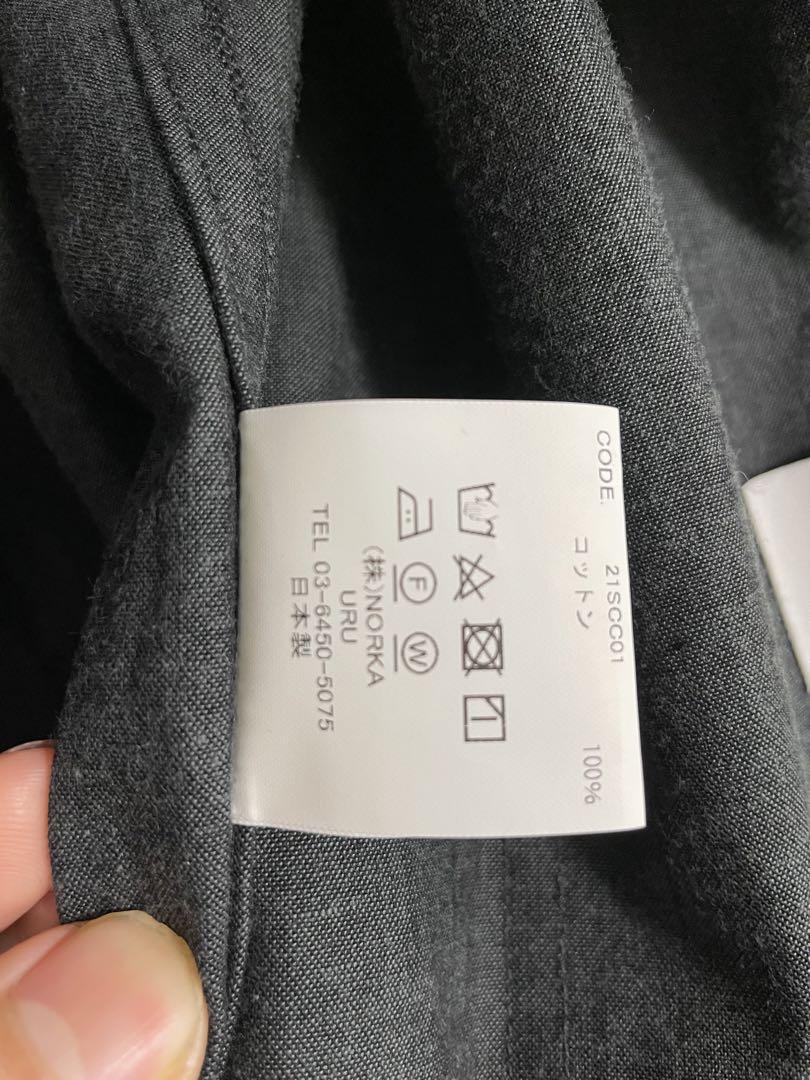 CODE. 21SCC01
コットン 100%
F W
(株)NORKA
URU
TEL 03-6450-5075
日本製